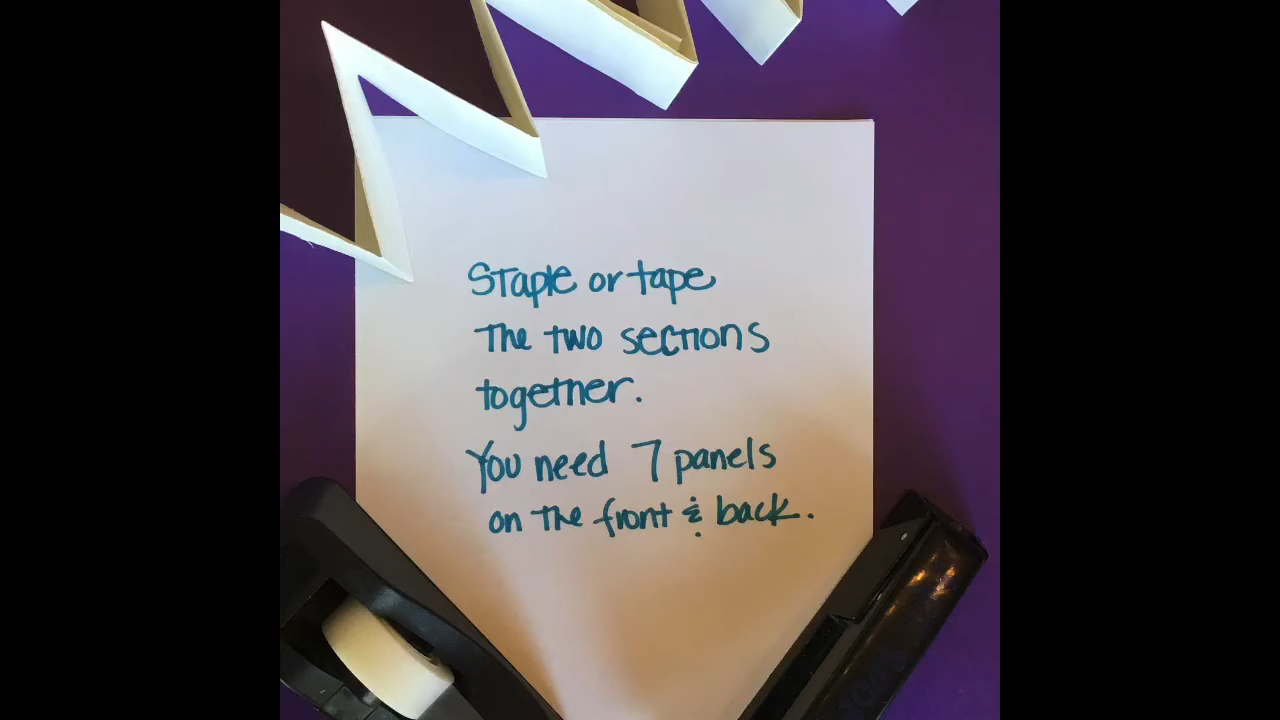 Staple or tape
The two sections
together.
You need 7 panels
on the front & back.